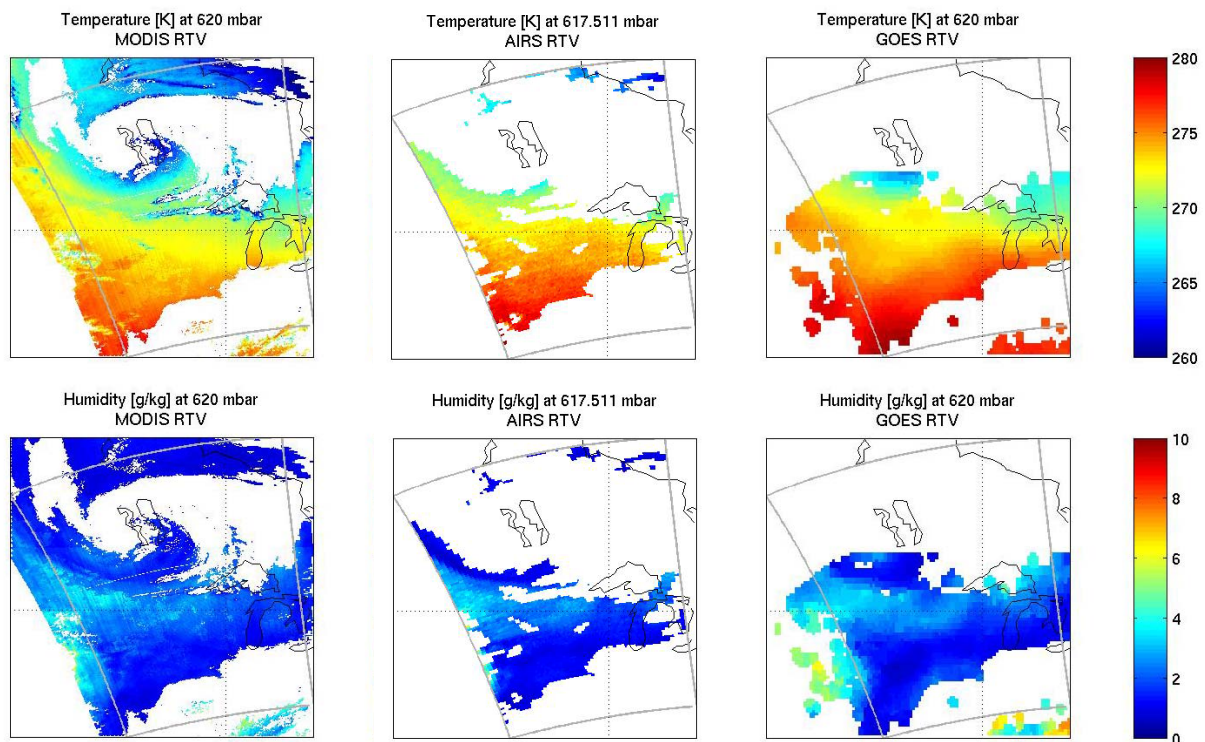 Temperature [K] at 620 mbar
MODIS RTV
Temperature [K] at 617.511 mbar
AIRS RTV
Temperature [K] at 620 mbar
GOES RTV
280
275
270
265
260
Humidity [g/kg] at 620 mbar
MODIS RTV
Humidity [g/kg] at 617.511 mbar
AIRS RTV
Humidity [g/kg] at 620 mbar
GOES RTV
10
8
6
4
2
0